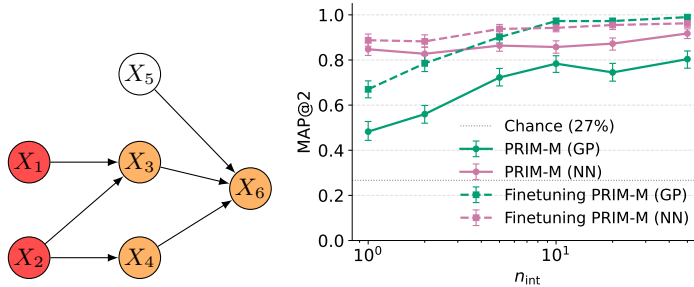 X5
X1
X3
X6
X2
X4
MAP@2
1.0
0.8
0.6
0.4
0.2
0.0
Chance (27%)
PRIM-M (GP)
PRIM-M (NN)
Finetuning PRIM-M (GP)
Finetuning PRIM-M (NN)
10^0
10^1
n_int